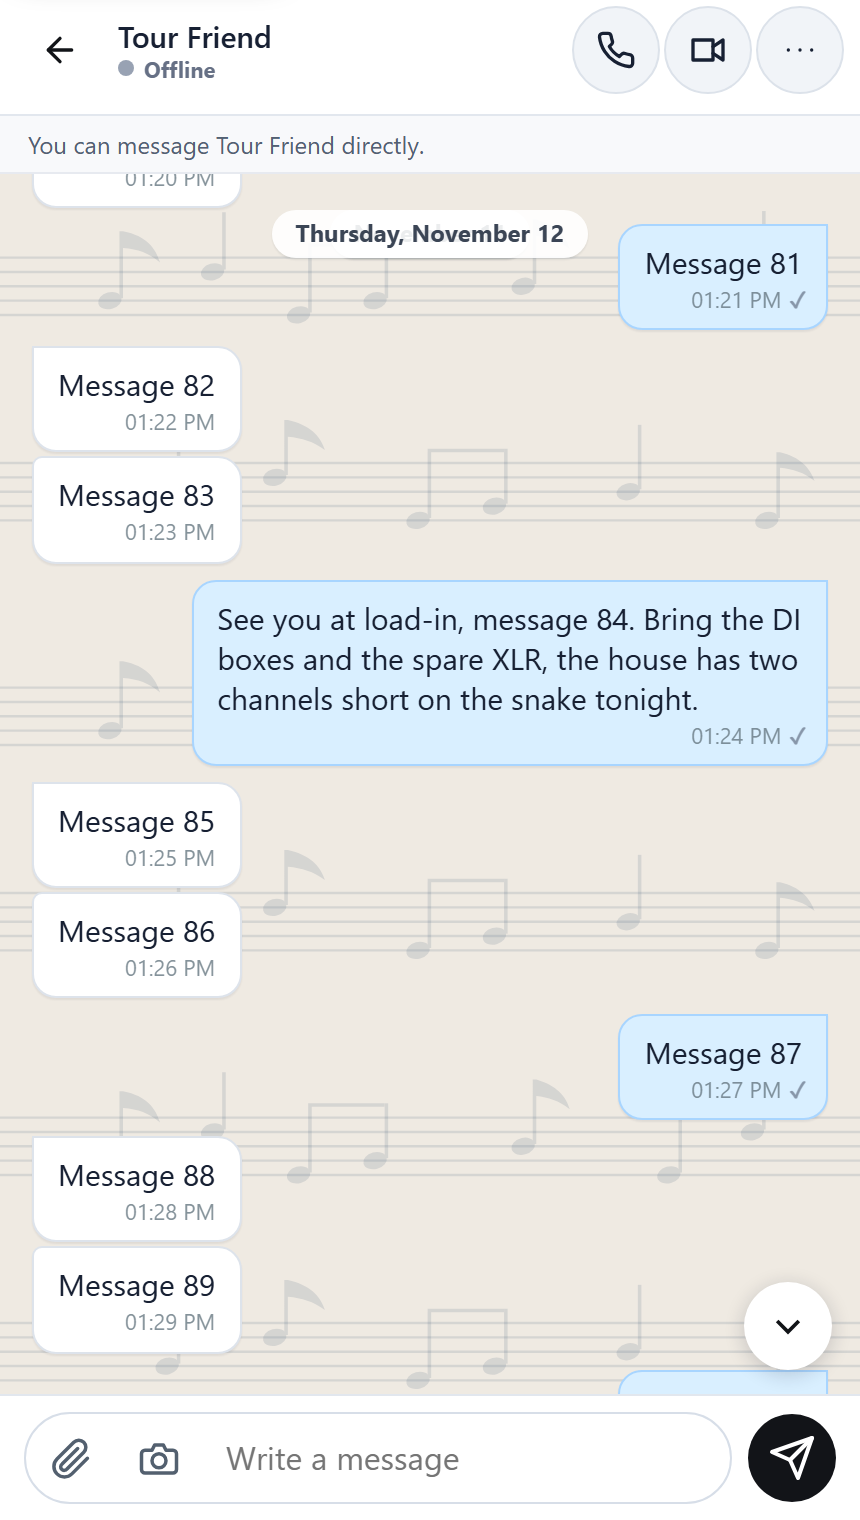 Tour Friend
Offline
You can message Tour Friend directly.
01:20 PM
Thursday, November 12
Message 81
01:21 PM ✓
Message 82
01:22 PM
Message 83
01:23 PM
See you at load-in, message 84. Bring the DI
boxes and the spare XLR, the house has two
channels short on the snake tonight.
01:24 PM ✓
Message 85
01:25 PM
Message 86
01:26 PM
Message 87
01:27 PM ✓
Message 88
01:28 PM
Message 89
01:29 PM
Write a message